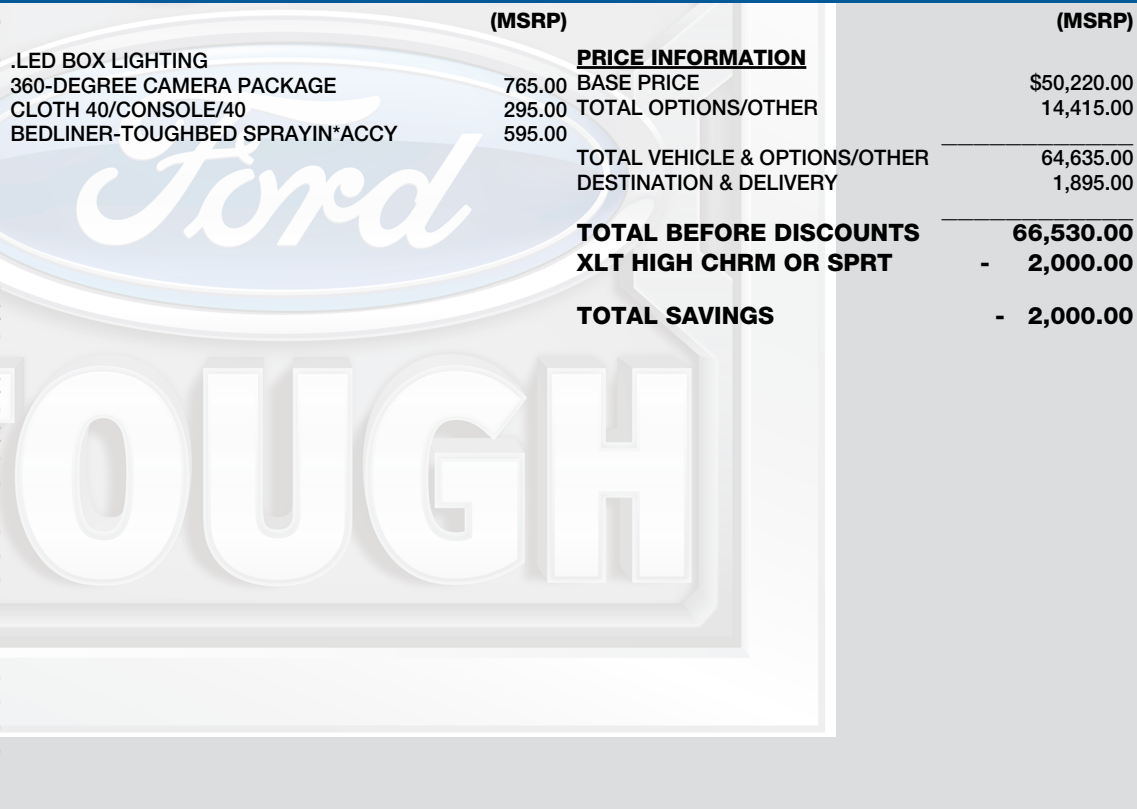 (MSRP)
.LED BOX LIGHTING
360-DEGREE CAMERA PACKAGE 765.00
CLOTH 40/CONSOLE/40 295.00
BEDLINER-TOUGHBED SPRAYIN*ACCY 595.00
(MSRP)
PRICE INFORMATION
BASE PRICE $50,220.00
TOTAL OPTIONS/OTHER 14,415.00
TOTAL VEHICLE & OPTIONS/OTHER 64,635.00
DESTINATION & DELIVERY 1,895.00
TOTAL BEFORE DISCOUNTS 66,530.00
XLT HIGH CHRM OR SPRT - 2,000.00
TOTAL SAVINGS - 2,000.00
Ford
TOUGH